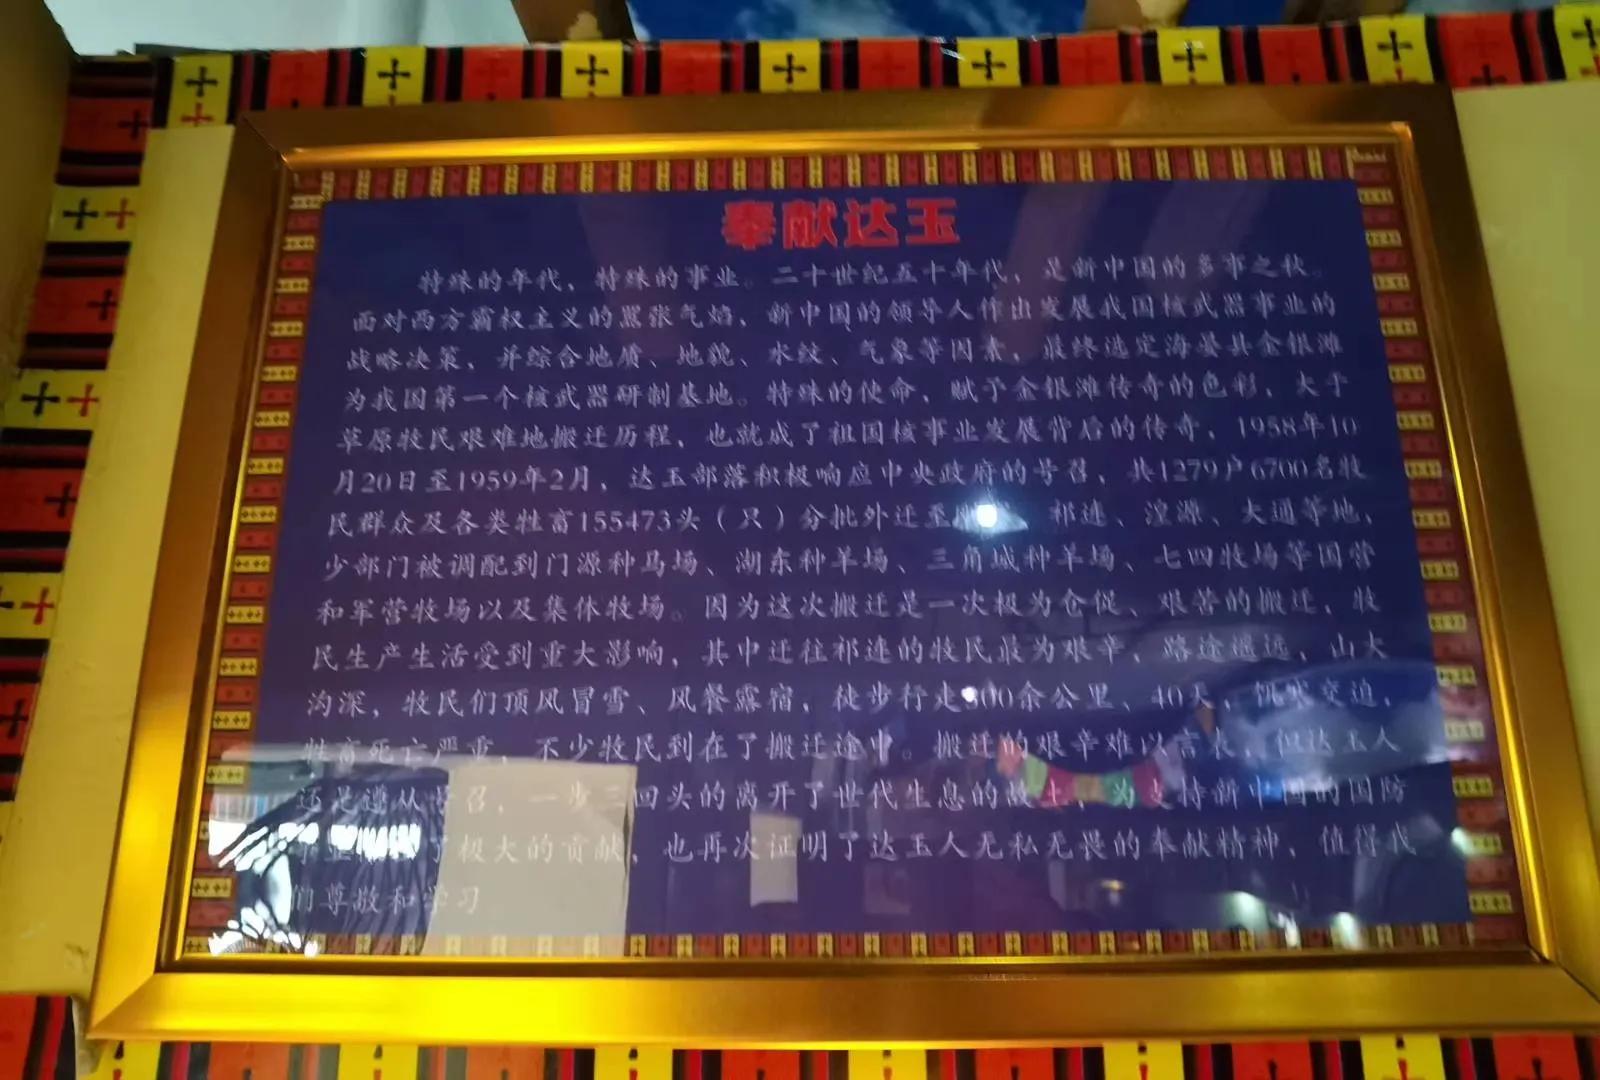 奉献达玉
特殊的年代，特殊的事业。二十世纪五十年代，是新中国的多事之秋。
面对西方霸权主义的嚣张气焰，新中国的领导人作出发展我国核武器事业的
战略决策，并综合地质、地貌、水纹、气象等因素，最终选定海晏县金银滩
为我国第一个核武器研制基地。特殊的使命，赋予金银滩传奇的色彩，大于
草原牧民艰难地搬迁历程，也就成了祖国核事业发展背后的传奇，1958年10
月20日至1959年2月，达玉部落积极响应中央政府的号召，共1279户6700名牧
民群众及各类牲畜155473头（只）分批外迁至 祁连、湟源、大通等地，
少部门被调配到门源种马场、湖东种羊场、三角城种羊场、七四牧场等国营
和军营牧场以及集体牧场。因为这次搬迁是一次极为仓促、艰苦的搬迁，牧
民生产生活受到重大影响，其中迁往祁连的牧民最为艰辛，路途遥远，山大
沟深，牧民们顶风冒雪、风餐露宿，徒步行走 余公里、40天，饥寒交迫，
牲畜死亡严重，不少牧民到在了搬迁途中。搬迁的艰辛难以言表，但达玉人
还是遵从号召，一步三回头的离开了世代生息的故土，为支持新中国的国防
了极大的贡献，也再次证明了达玉人无私无畏的奉献精神，值得我
们尊敬和学习